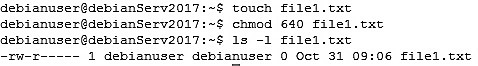 debianuser@debianServ2017:~$ touch file1.txt
debianuser@debianServ2017:~$ chmod 640 file1.txt
debianuser@debianServ2017:~$ ls -l file1.txt
-rw-r----- 1 debianuser debianuser 0 Oct 31 09:06 file1.txt